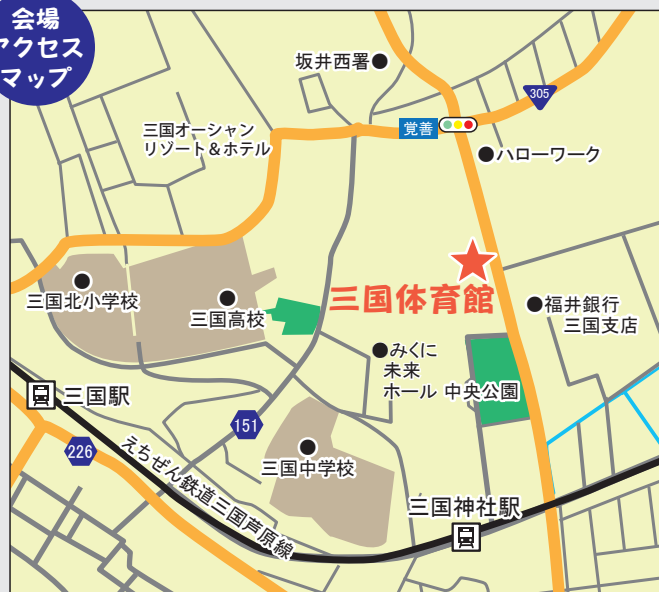 会場
アクセス
マップ
坂井西署
305
三国オーシャン
リゾート&ホテル
覚善
ハローワーク
三国北小学校
三国高校
三国体育館
福井銀行
三国支店
みくに
未来
ホール
中央公園
三国駅
151
226
三国中学校
えちぜん鉄道三国芦原線
三国神社駅